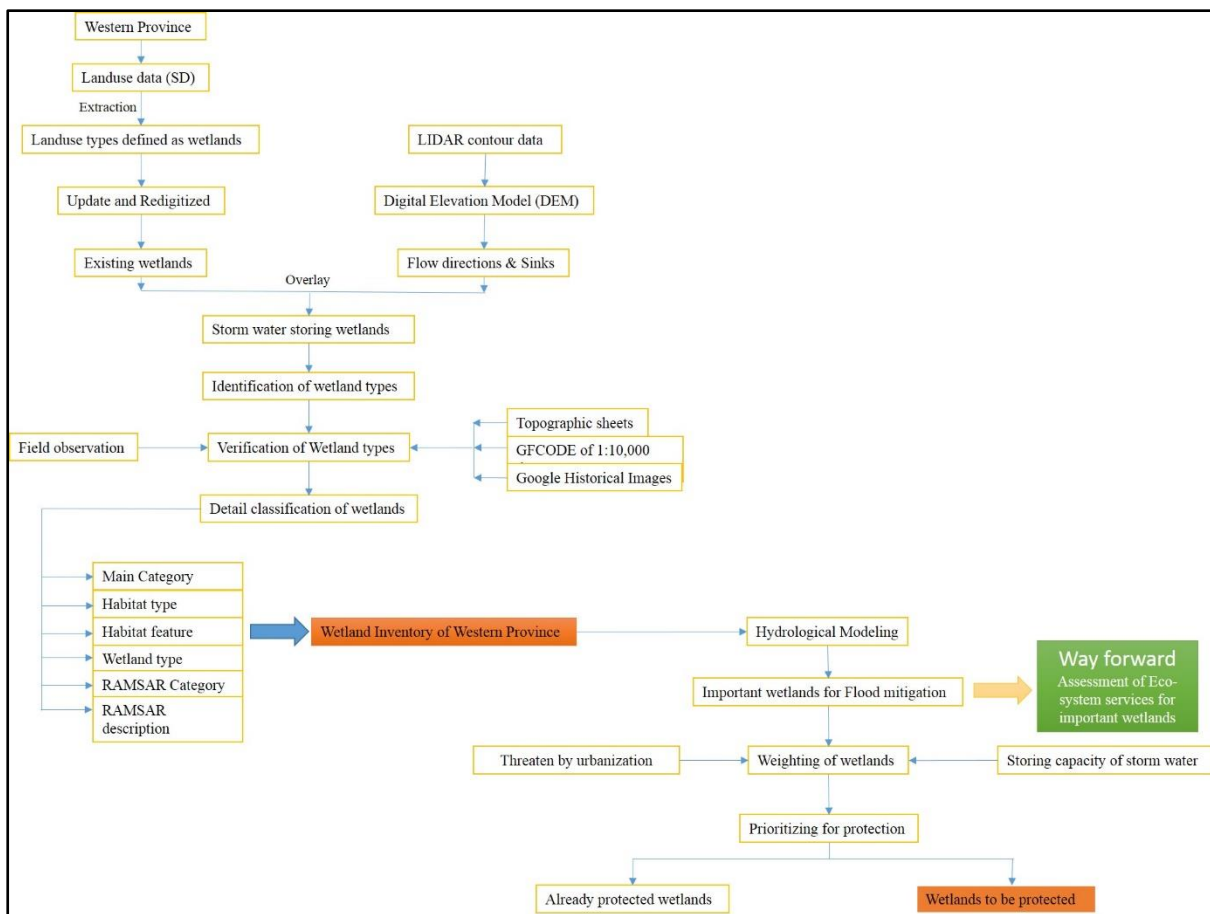 Western Province
Landuse data (SD)
Extraction
Landuse types defined as wetlands
LIDAR contour data
Update and Redigitized
Digital Elevation Model (DEM)
Existing wetlands
Flow directions & Sinks
Overlay
Storm water storing wetlands
Identification of wetland types
Topographic sheets
Field observation
Verification of Wetland types
GFCODE of 1:10,000
Google Historical Images
Detail classification of wetlands
Main Category
Habitat type
Habitat feature
Wetland type
RAMSAR Category
RAMSAR
description
Wetland Inventory of Western Province
Hydrological Modeling
Important wetlands for Flood mitigation
Way forward
Assessment of Eco-
system services for
important wetlands
Threaten by urbanization
Weighting of wetlands
Storing capacity of storm water
Prioritizing for protection
Already protected wetlands
Wetlands to be protected